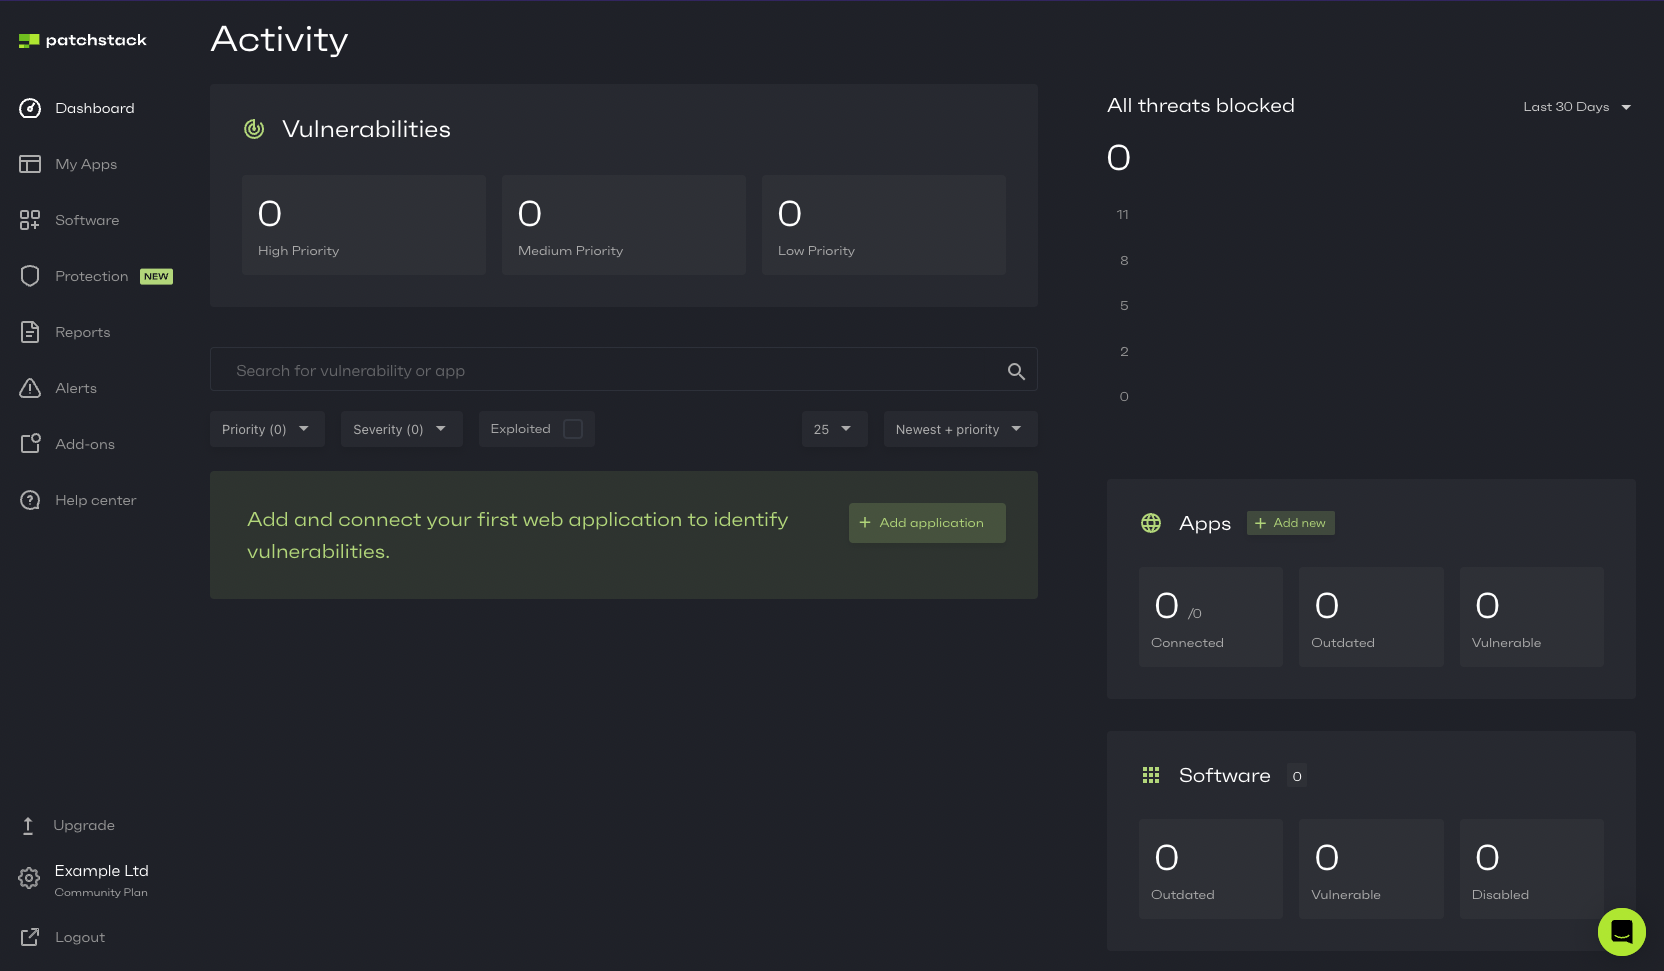 patchstack
Dashboard
My Apps
Software
Protection NEW
Reports
Alerts
Add-ons
Help center
Upgrade
Example Ltd
Community Plan
Logout
Activity
Vulnerabilities
0
High Priority
0
Medium Priority
0
Low Priority
Search for vulnerability or app
Priority (0)
Severity (0)
Exploited
25
Newest + priority
Add and connect your first web application to identify
vulnerabilities.
+ Add application
All threats blocked
Last 30 Days
0
11
8
5
2
0
Apps
+ Add new
0 /0
Connected
0
Outdated
0
Vulnerable
Software 0
0
Outdated
0
Vulnerable
0
Disabled